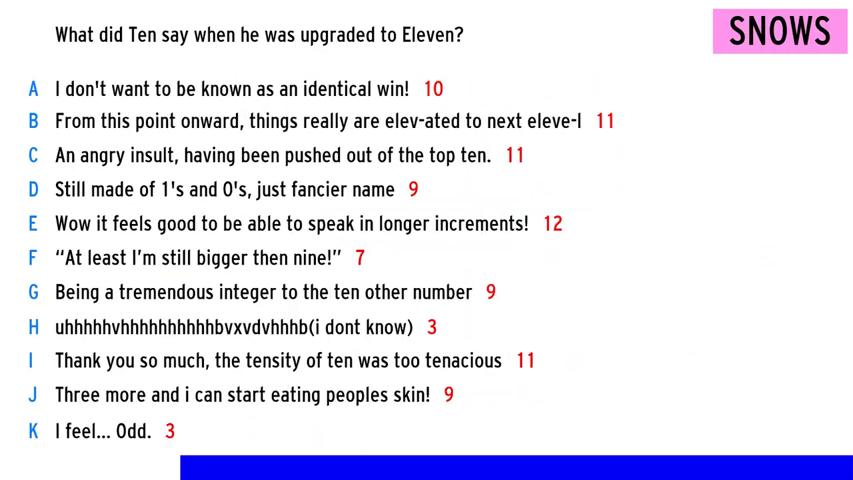 What did Ten say when he was upgraded to Eleven?
SNOWS
A I don't want to be known as an identical win! 10
B From this point onward, things really are elev-ated to next eleve-l 11
C An angry insult, having been pushed out of the top ten. 11
D Still made of 1's and 0's, just fancier name 9
E Wow it feels good to be able to speak in longer increments! 12
F “At least I'm still bigger then nine!” 7
G Being a tremendous integer to the ten other number 9
H uhhhhhvhhhhhhhhhhbvxvdvhhhb(i dont know) 3
I Thank you so much, the tensity of ten was too tenacious 11
J Three more and i can start eating peoples skin! 9
K I feel... Odd. 3